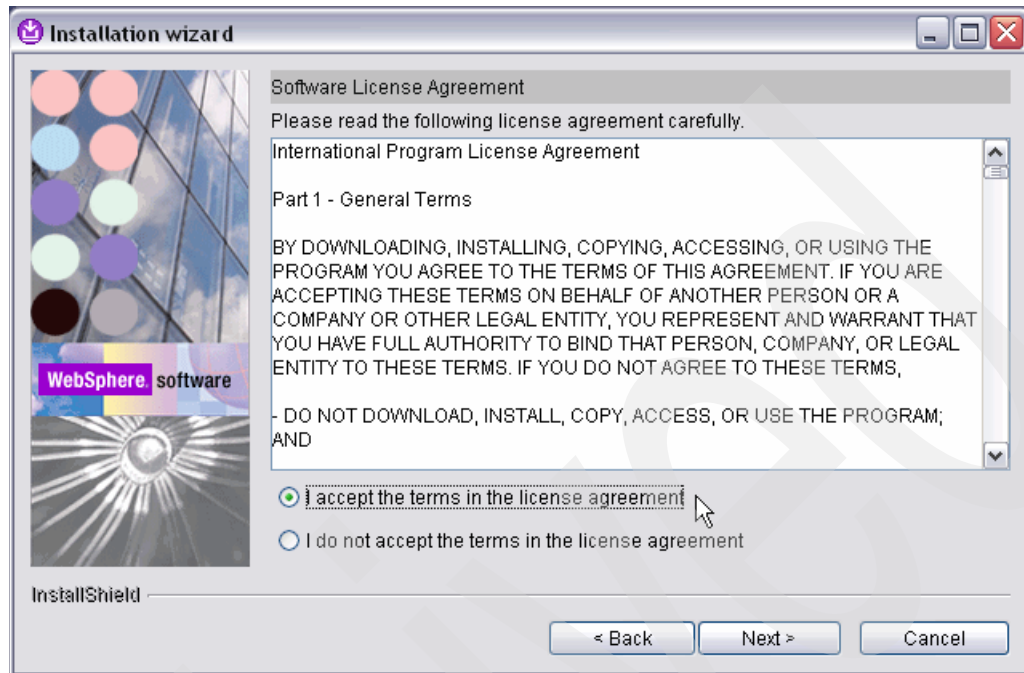 Installation wizard
Software License Agreement
Please read the following license agreement carefully.
International Program License Agreement
Part 1 - General Terms
BY DOWNLOADING, INSTALLING, COPYING, ACCESSING, OR USING THE
PROGRAM YOU AGREE TO THE TERMS OF THIS AGREEMENT. IF YOU ARE
ACCEPTING THESE TERMS ON BEHALF OF ANOTHER PERSON OR A
COMPANY OR OTHER LEGAL ENTITY, YOU REPRESENT AND WARRANT THAT
YOU HAVE FULL AUTHORITY TO BIND THAT PERSON, COMPANY, OR LEGAL
ENTITY TO THESE TERMS. IF YOU DO NOT AGREE TO THESE TERMS,
- DO NOT DOWNLOAD, INSTALL, COPY, ACCESS, OR USE THE PROGRAM;
AND
WebSphere. software
I accept the terms in the license agreement
I do not accept the terms in the license agreement
InstallShield
< Back
Next >
Cancel